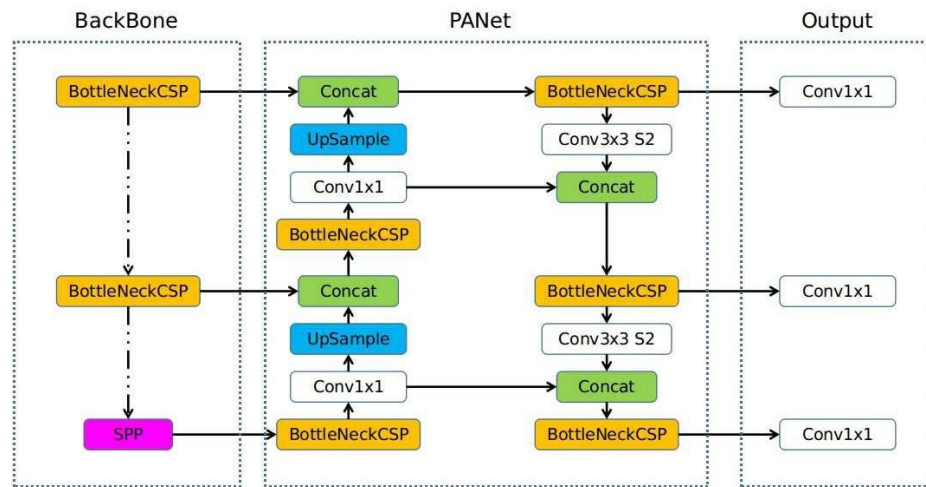 BackBone
PANet
Output
BottleNeckCSP
Concat
BottleNeckCSP
Conv1x1
UpSample
Conv3x3 S2
Conv1x1
Concat
BottleNeckCSP
BottleNeckCSP
Concat
BottleNeckCSP
Conv1x1
UpSample
Conv3x3 S2
Conv1x1
Concat
SPP
BottleNeckCSP
BottleNeckCSP
Conv1x1